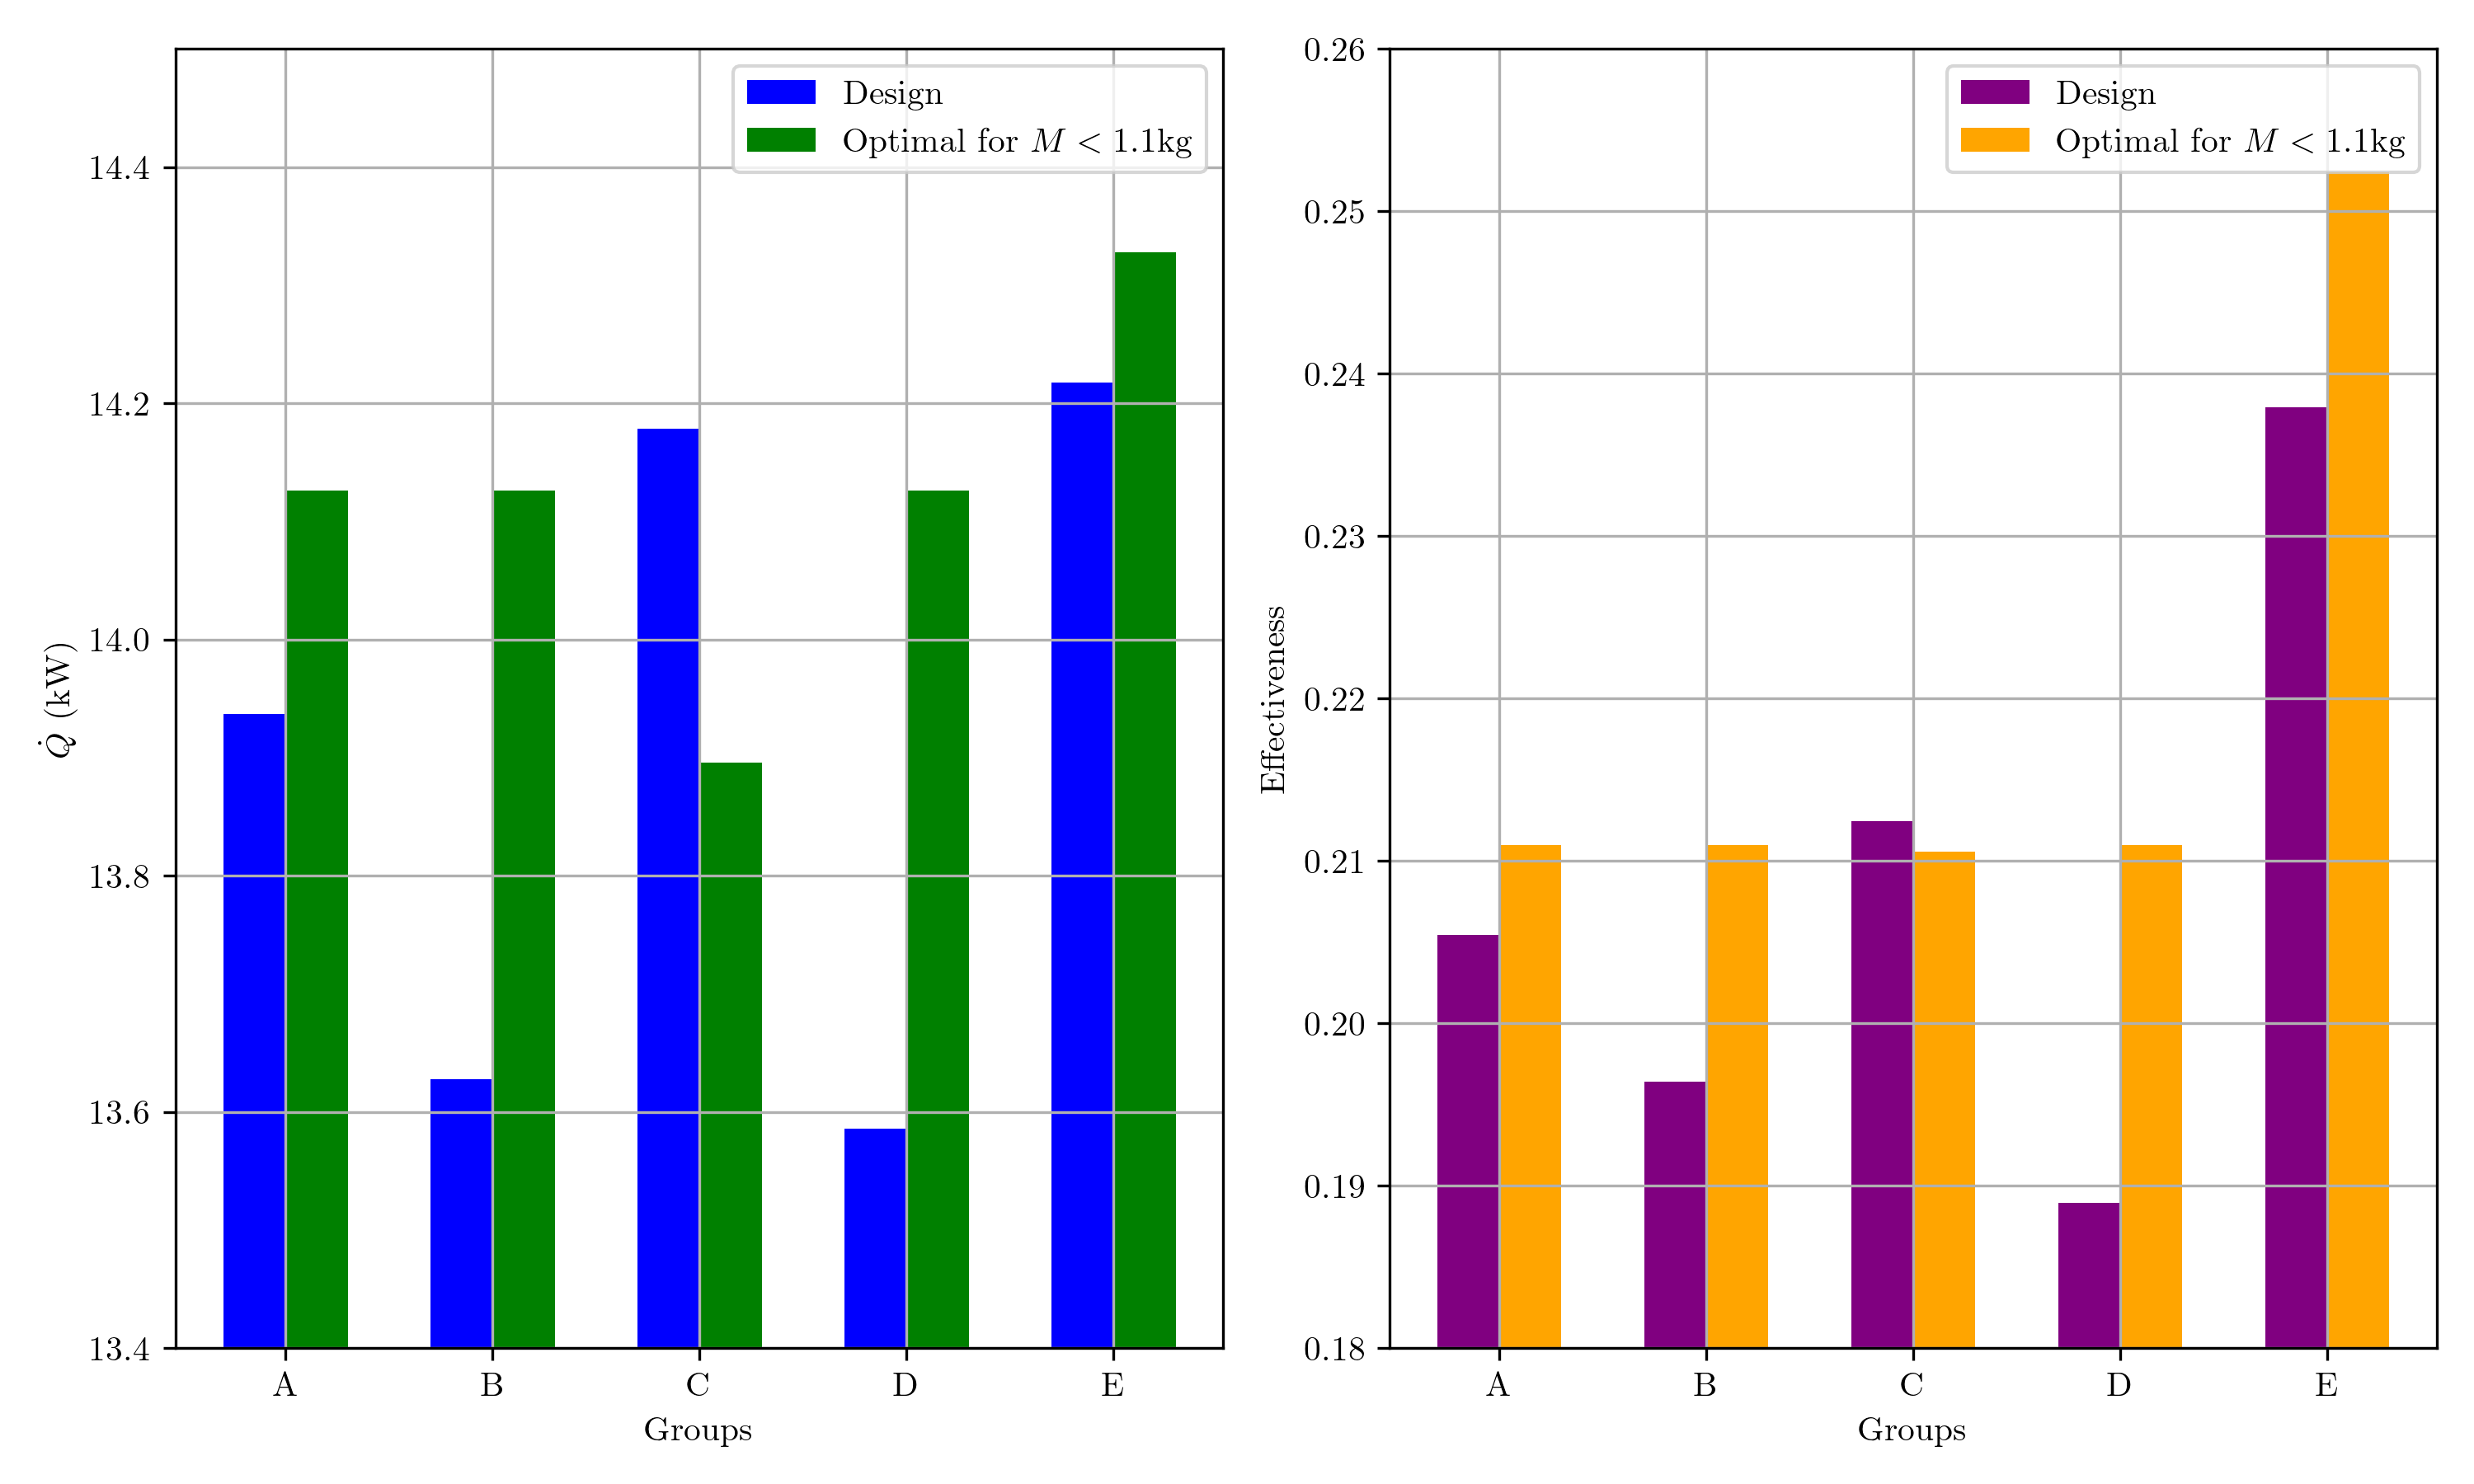 Design
Optimal for M < 1.1kg
14.4
14.2
14.0
13.8
13.6
13.4
Q̇ (kW)
A B C D E
Groups
Design
Optimal for M < 1.1kg
0.26
0.25
0.24
0.23
0.22
0.21
0.20
0.19
0.18
Effectiveness
A B C D E
Groups